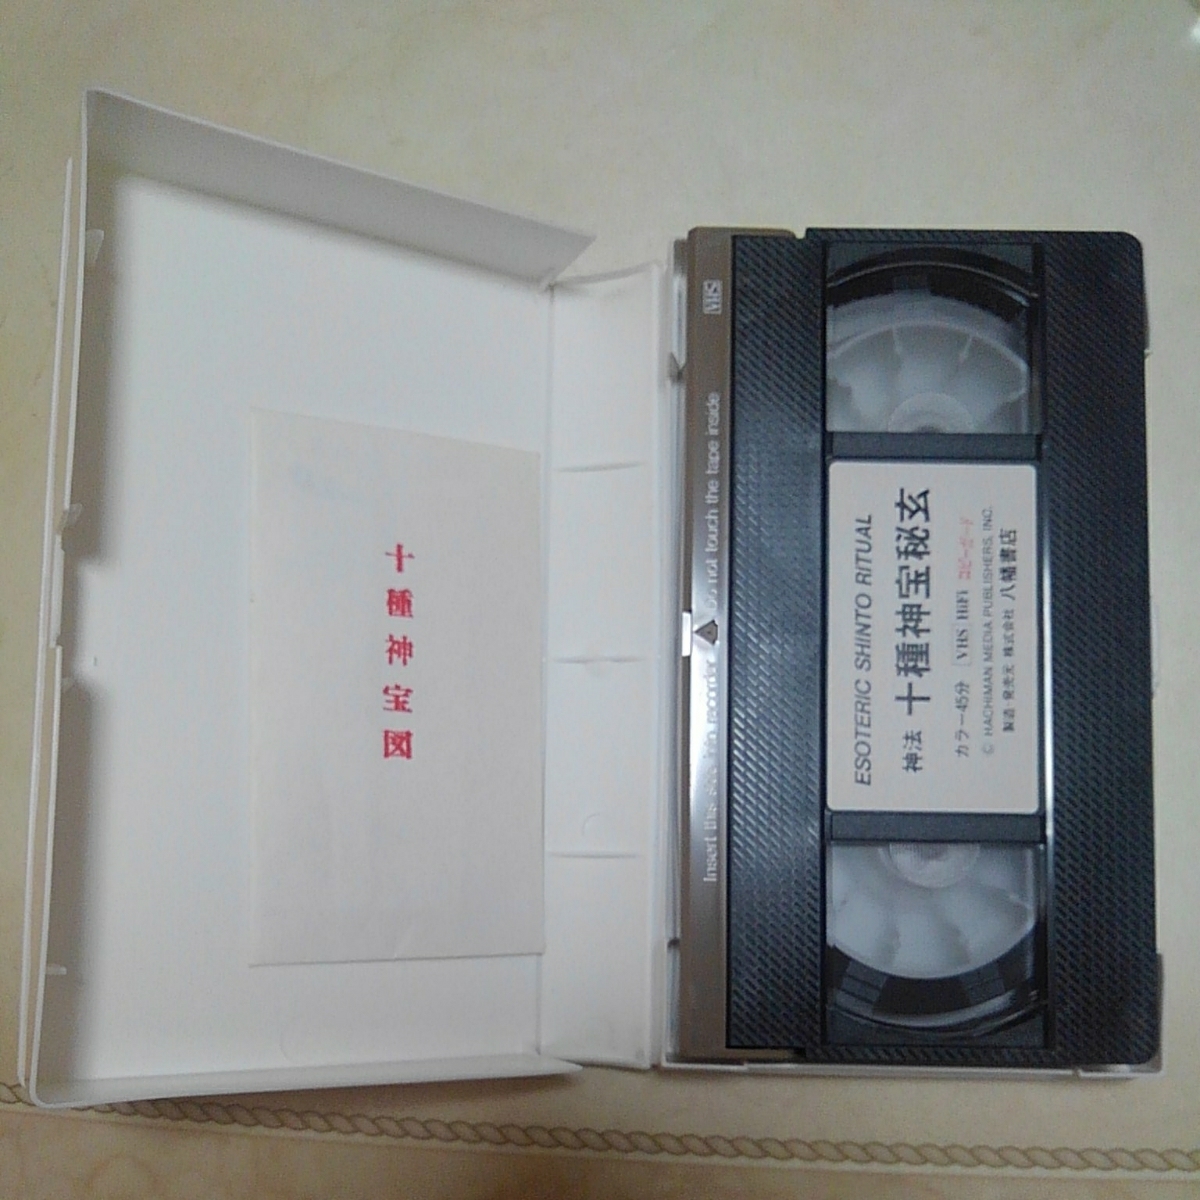 十種神宝図
VHS
Insert this side into recorder Do not touch the tape inside
ESOTERIC SHINTO RITUAL
神法 十種神宝秘玄
カラー45分 VHS HiFi コピーガード
© HACHIMAN MEDIA PUBLISHERS, INC.
製造・発売元 株式会社 八幡書店